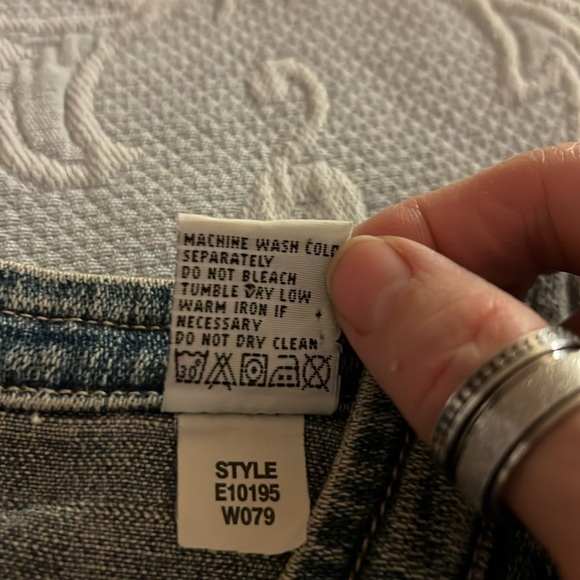 MACHINE WASH COLD
SEPARATELY
DO NOT BLEACH
TUMBLE DRY LOW
WARM IRON IF
NECESSARY
DO NOT DRY CLEAN
30
STYLE
E10195
W079